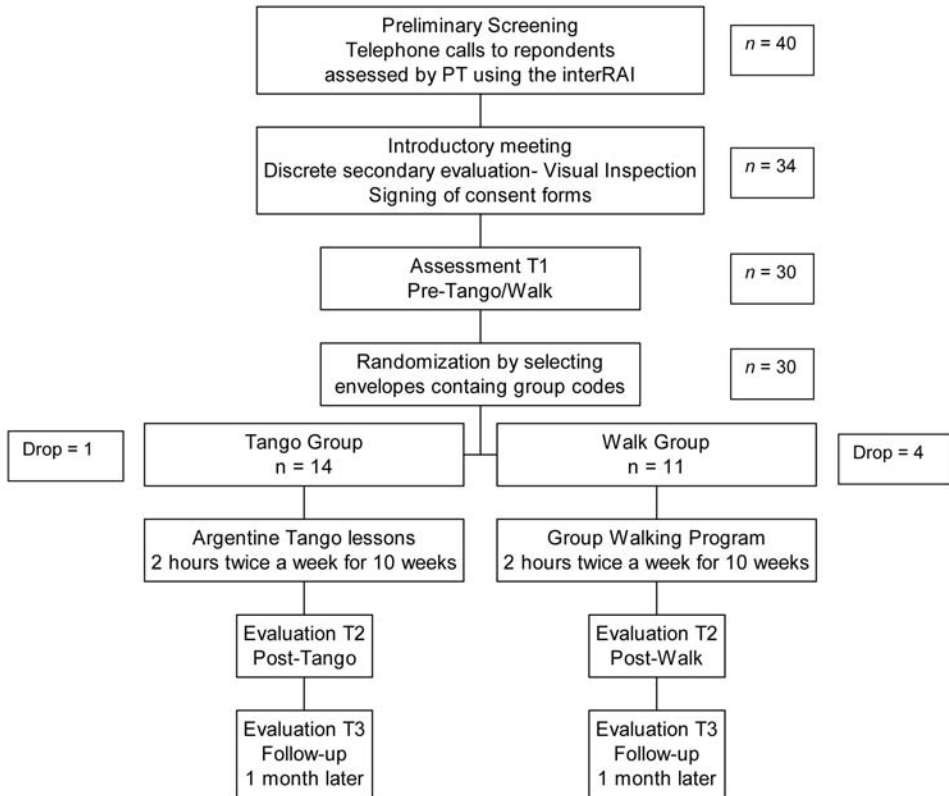 Preliminary Screening
Telephone calls to repondents
assessed by PT using the interRAI
n = 40
Introductory meeting
Discrete secondary evaluation- Visual Inspection
Signing of consent forms
n = 34
Assessment T1
Pre-Tango/Walk
n = 30
Randomization by selecting
envelopes containg group codes
n = 30
Drop = 1
Tango Group
n = 14
Walk Group
n = 11
Drop = 4
Argentine Tango lessons
2 hours twice a week for 10 weeks
Group Walking Program
2 hours twice a week for 10 weeks
Evaluation T2
Post-Tango
Evaluation T2
Post-Walk
Evaluation T3
Follow-up
1 month later
Evaluation T3
Follow-up
1 month later